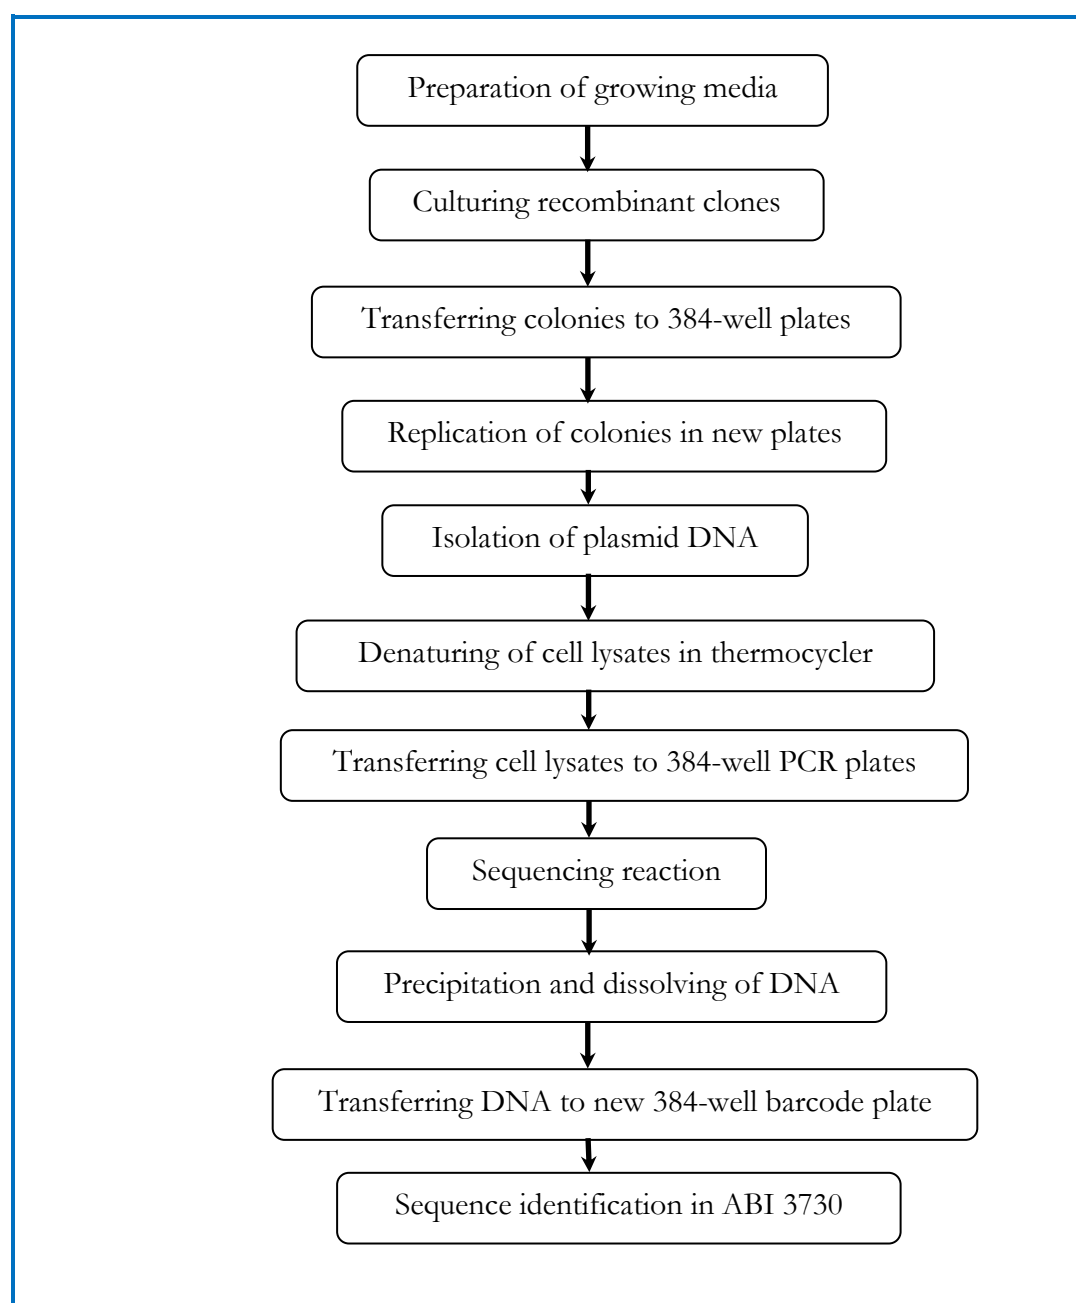 Preparation of growing media
Culturing recombinant clones
Transferring colonies to 384-well plates
Replication of colonies in new plates
Isolation of plasmid DNA
Denaturing of cell lysates in thermocycler
Transferring cell lysates to 384-well PCR plates
Sequencing reaction
Precipitation and dissolving of DNA
Transferring DNA to new 384-well barcode plate
Sequence identification in ABI 3730